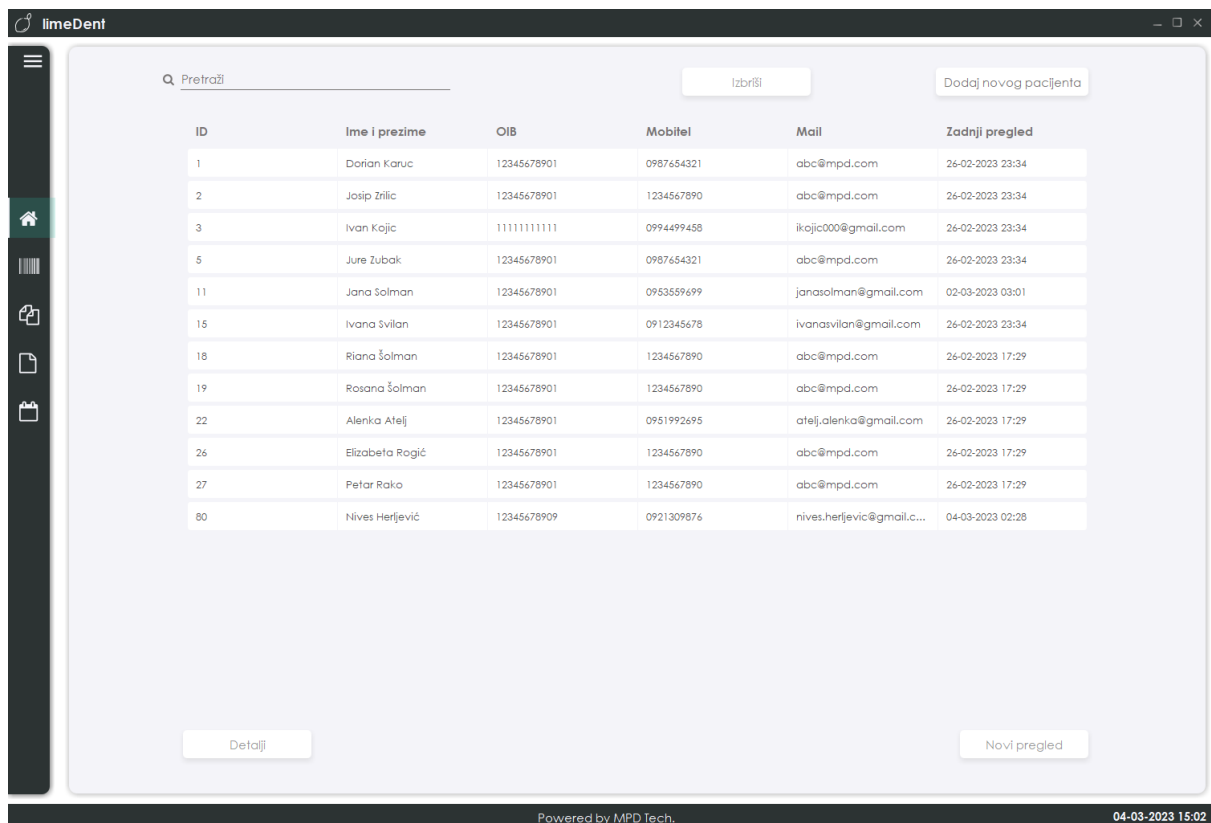 limeDent
Pretraži
Izbriši
Dodaj novog pacijenta
ID Ime i prezime OIB Mobitel Mail Zadnji pregled
1 Dorian Karuc 12345678901 0987654321 abc@mpd.com 26-02-2023 23:34
2 Josip Zrilic 12345678901 1234567890 abc@mpd.com 26-02-2023 23:34
3 Ivan Kojic 11111111111 0994499458 ikojic000@gmail.com 26-02-2023 23:34
5 Jure Zubak 12345678901 0987654321 abc@mpd.com 26-02-2023 23:34
11 Jana Solman 12345678901 0953559699 janasolman@gmail.com 02-03-2023 03:01
15 Ivana Svilan 12345678901 0912345678 ivanasvilan@gmail.com 26-02-2023 23:34
18 Riana Šolman 12345678901 1234567890 abc@mpd.com 26-02-2023 17:29
19 Rosana Šolman 12345678901 1234567890 abc@mpd.com 26-02-2023 17:29
22 Alenka Atelj 12345678901 0951992695 atelj.alenka@gmail.com 26-02-2023 17:29
26 Elizabeta Rogić 12345678901 1234567890 abc@mpd.com 26-02-2023 17:29
27 Petar Rako 12345678901 1234567890 abc@mpd.com 26-02-2023 17:29
80 Nives Herljević 12345678909 0921309876 nives.herljevic@gmail.c... 04-03-2023 02:28
Detalji
Novi pregled
Powered by MPD Tech.
04-03-2023 15:02